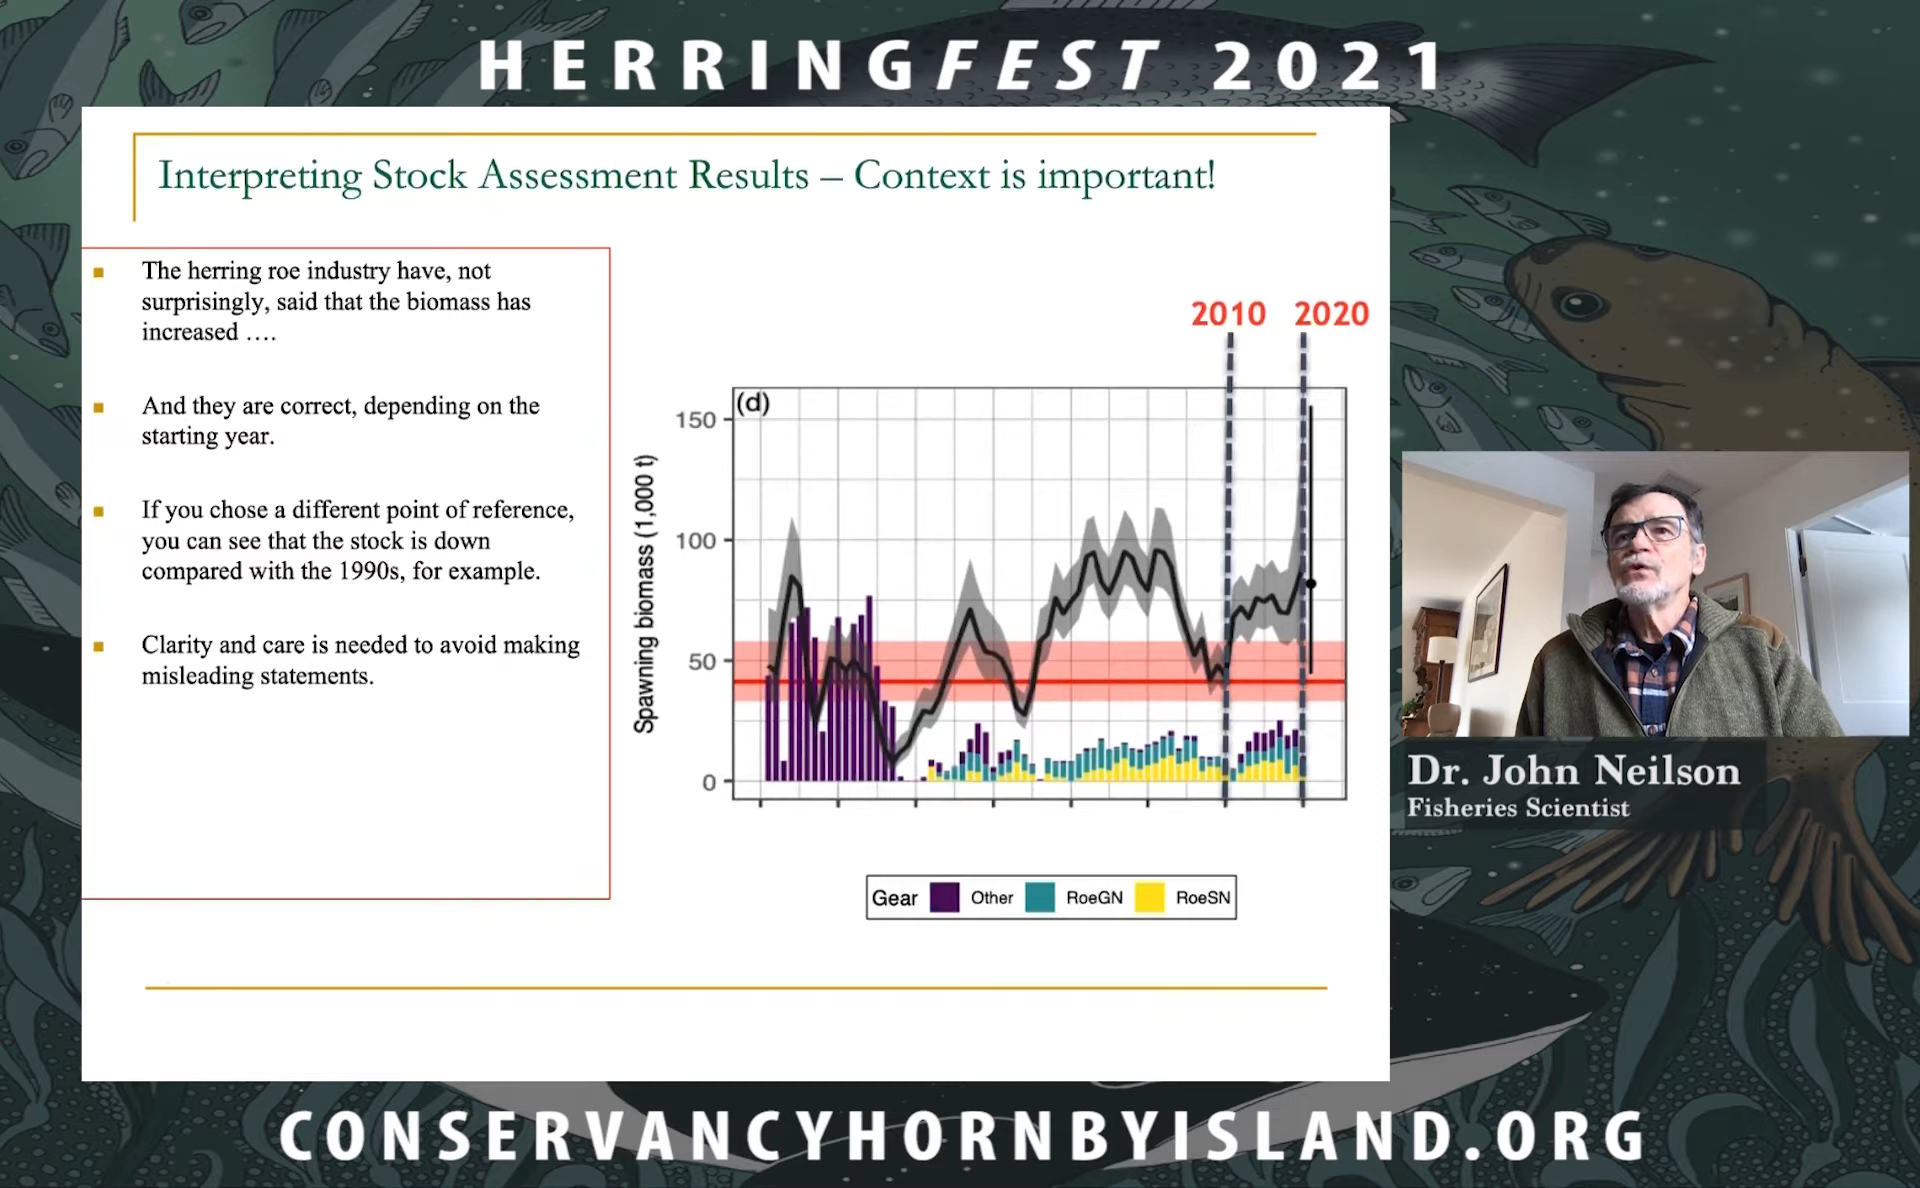 HERRINGFEST 2021
Interpreting Stock Assessment Results – Context is important!
The herring roe industry have, not
surprisingly, said that the biomass has
increased ….
And they are correct, depending on the
starting year.
If you chose a different point of reference,
you can see that the stock is down
compared with the 1990s, for example.
Clarity and care is needed to avoid making
misleading statements.
2010 2020
(d)
Spawning biomass (1,000 t)
150
100
50
0
Gear Other RoeGN RoeSN
Dr. John Neilson
Fisheries Scientist
CONSERVANCYHORNBYISLAND.ORG